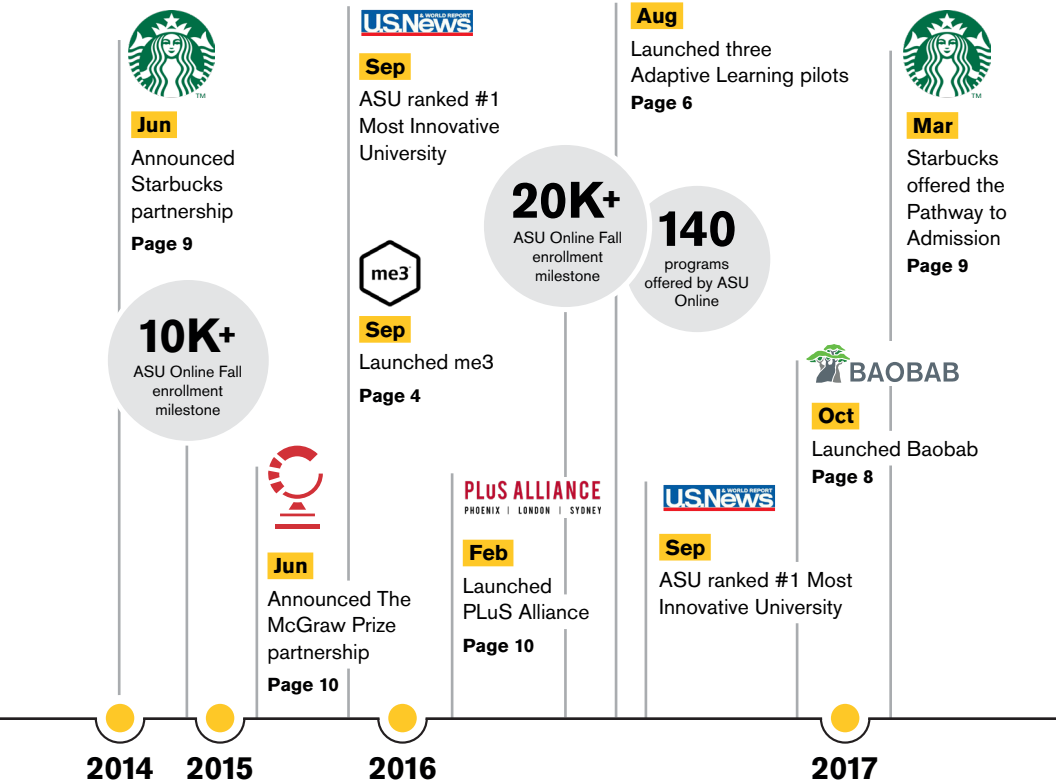 TM
Jun
Announced
Starbucks
partnership
Page 9
10K+
ASU Online Fall
enrollment
milestone
Jun
Announced The
McGraw Prize
partnership
Page 10
U.S.News
& WORLD REPORT
Sep
ASU ranked #1
Most Innovative
University
me3
Sep
Launched me3
Page 4
PLuS ALLIANCE
PHOENIX | LONDON | SYDNEY
Feb
Launched
PLuS Alliance
Page 10
20K+
ASU Online Fall
enrollment
milestone
Aug
Launched three
Adaptive Learning pilots
Page 6
140
programs
offered by ASU
Online
U.S.News
& WORLD REPORT
Sep
ASU ranked #1 Most
Innovative University
BAOBAB
Oct
Launched Baobab
Page 8
TM
Mar
Starbucks
offered the
Pathway to
Admission
Page 9
2014
2015
2016
2017